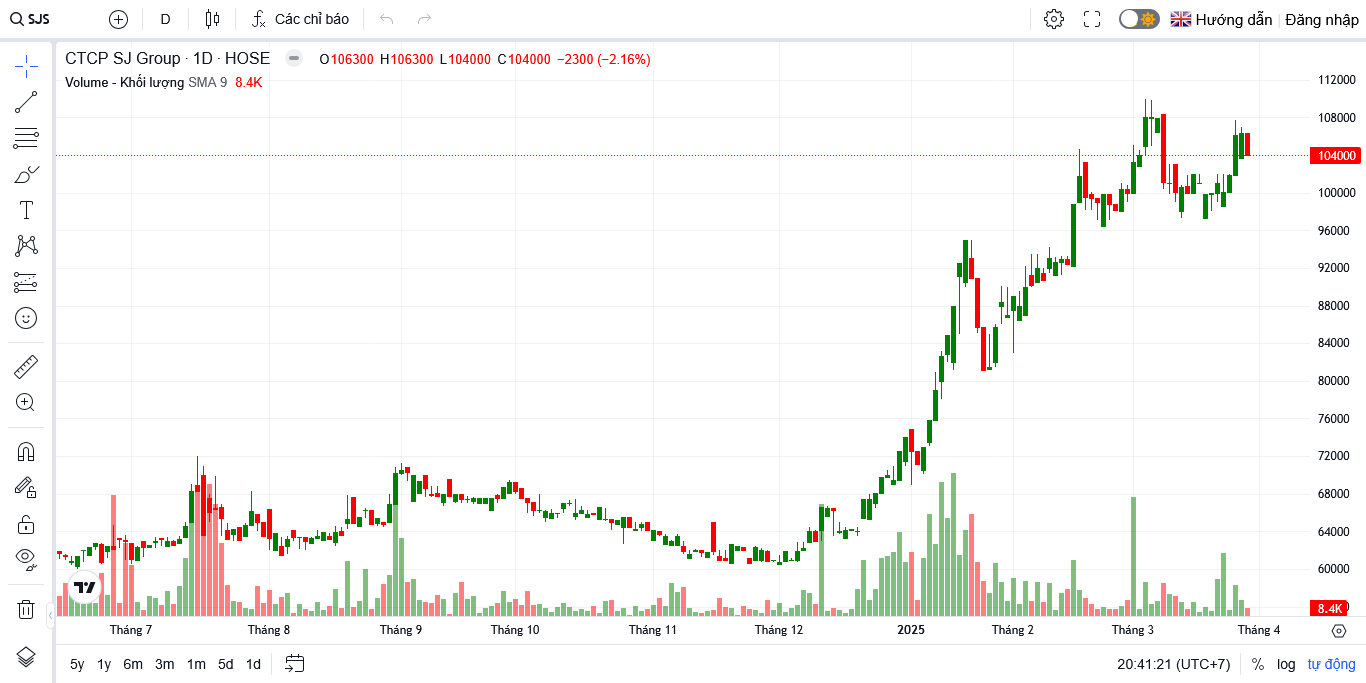 SJS D Các chỉ báo Hướng dẫn Đăng nhập
CTCP SJ Group · 1D · HOSE O106300 H106300 L104000 C104000 −2300 (−2.16%)
Volume - Khối lượng SMA 9 8.4K
112000
108000
104000
100000
96000
92000
88000
84000
80000
76000
72000
68000
64000
60000
8.4K
Tháng 7 Tháng 8 Tháng 9 Tháng 10 Tháng 11 Tháng 12 2025 Tháng 2 Tháng 3 Tháng 4
5y 1y 6m 3m 1m 5d 1d 20:41:21 (UTC+7) % log tự động